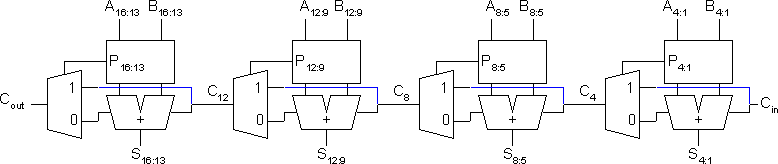 A16:13 B16:13 A12:9 B12:9 A8:5 B8:5 A4:1 B4:1
P16:13 P12:9 P8:5 P4:1
1 1 1 1
Cout C12 C8 C4 Cin
0 + 0 + 0 + 0 +
S16:13 S12:9 S8:5 S4:1